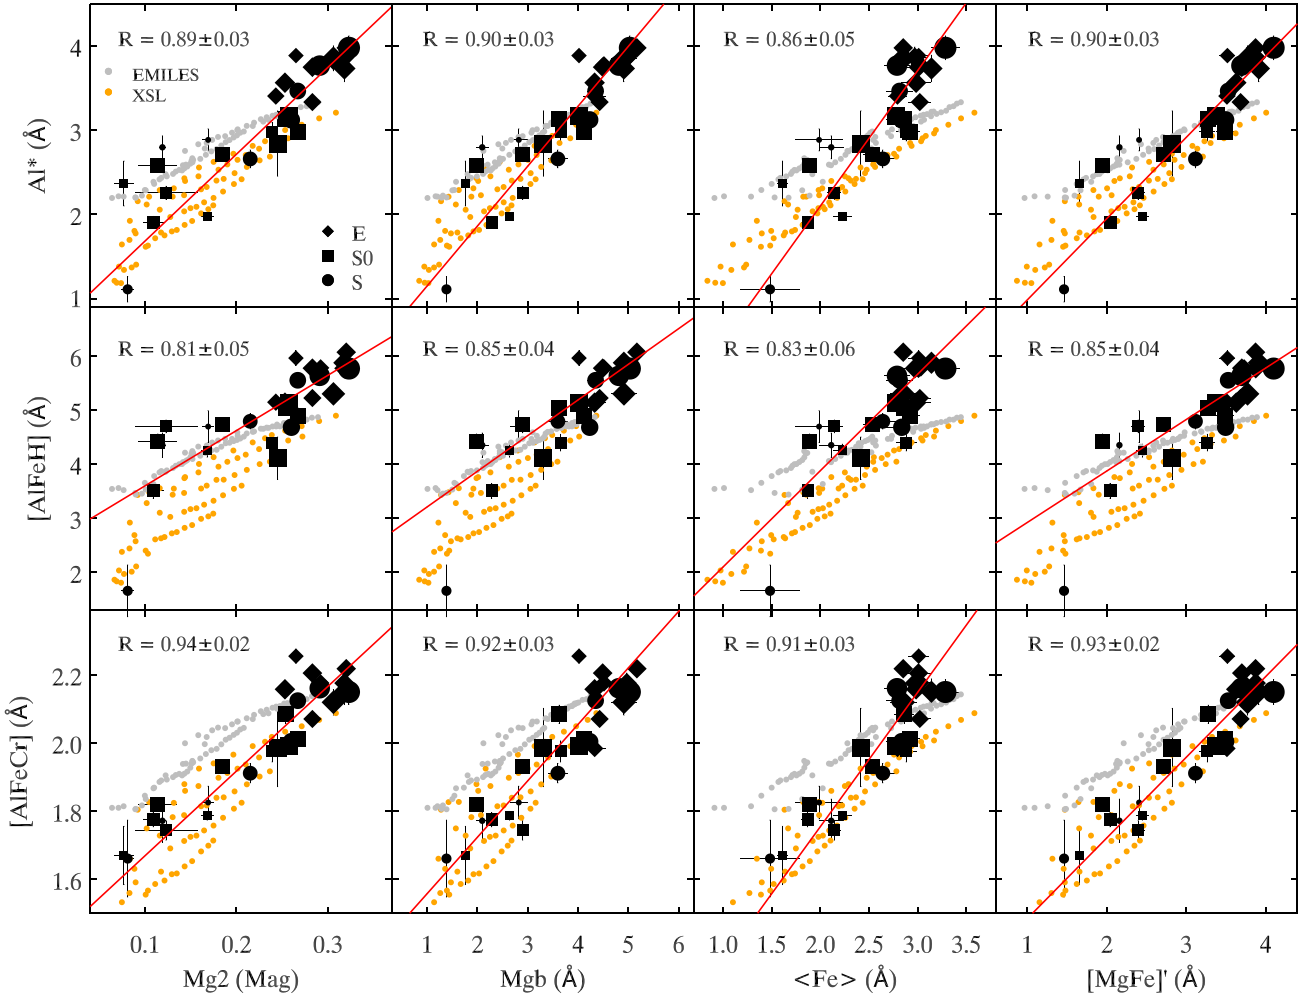 R = 0.89±0.03
R = 0.90±0.03
R = 0.86±0.05
R = 0.90±0.03
EMILES
XSL
E
S0
S
4
3
2
1
Al* (Å)
R = 0.81±0.05
R = 0.85±0.04
R = 0.83±0.06
R = 0.85±0.04
6
5
4
3
2
[AlFeH] (Å)
R = 0.94±0.02
R = 0.92±0.03
R = 0.91±0.03
R = 0.93±0.02
2.2
2.0
1.8
1.6
[AlFeCr] (Å)
0.1 0.2 0.3
1 2 3 4 5 6
1.0 1.5 2.0 2.5 3.0 3.5
1 2 3 4
Mg2 (Mag)
Mgb (Å)
<Fe> (Å)
[MgFe]' (Å)